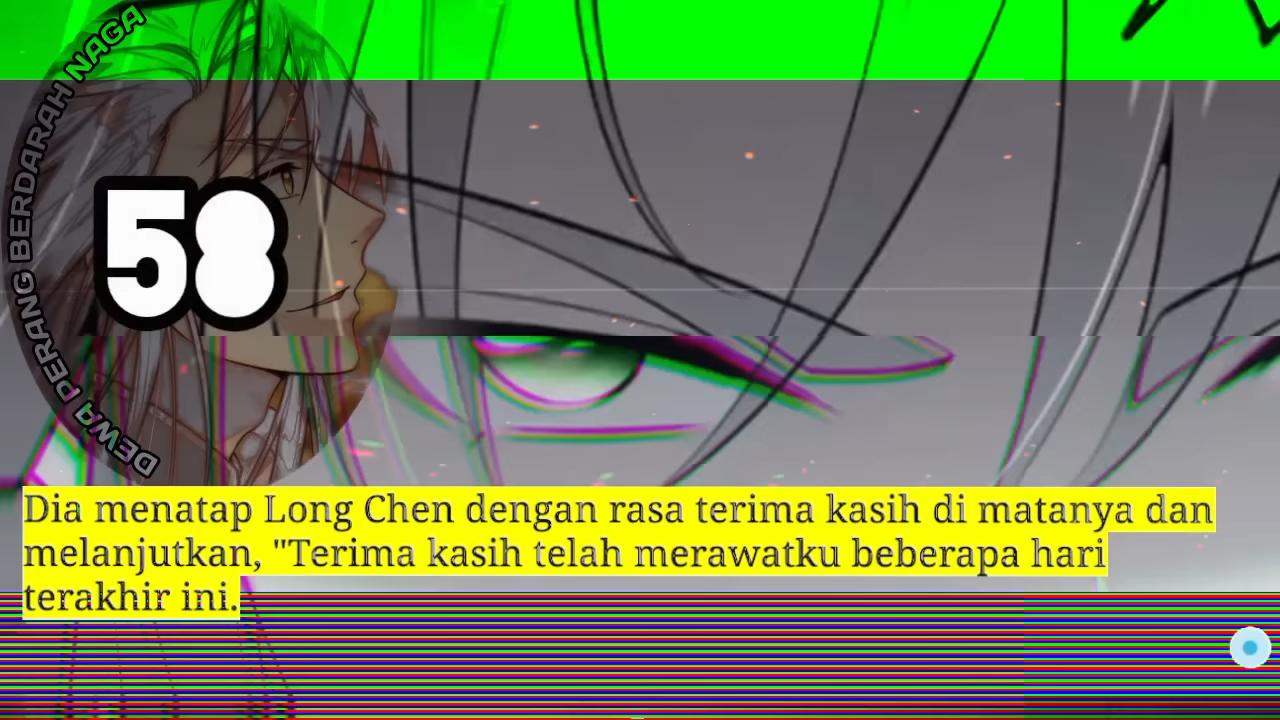 DEWA PERANG BERDARAH NAGA
58
Dia menatap Long Chen dengan rasa terima kasih di matanya dan
melanjutkan, "Terima kasih telah merawatku beberapa hari
terakhir ini.